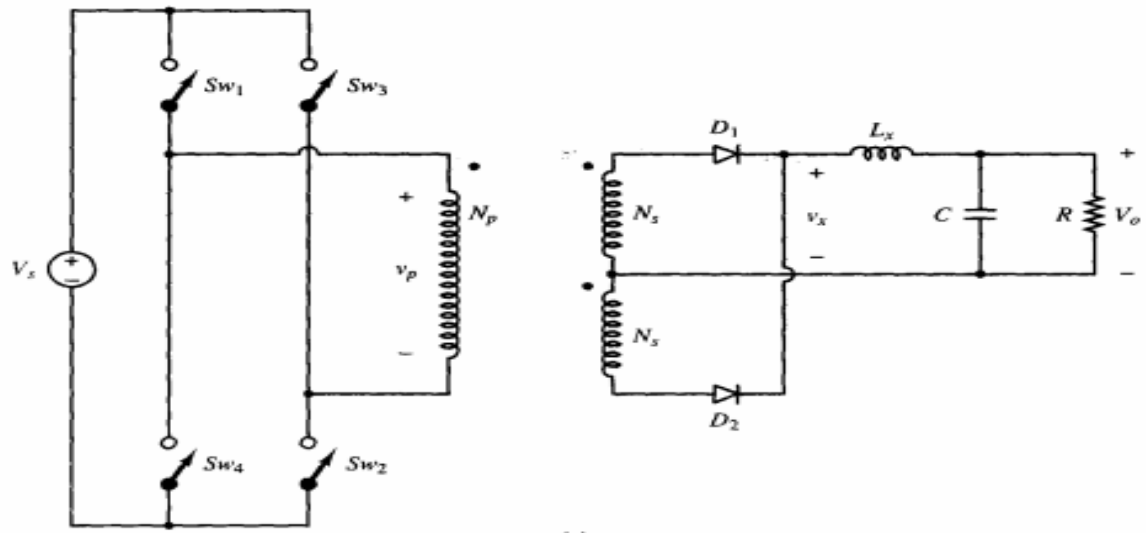 Sw1
Sw3
D1
Lx
+
+
+
Np
Ns
vx
C
R
Vo
Vs
+
−
vp
−
−
−
Ns
D2
Sw4
Sw2